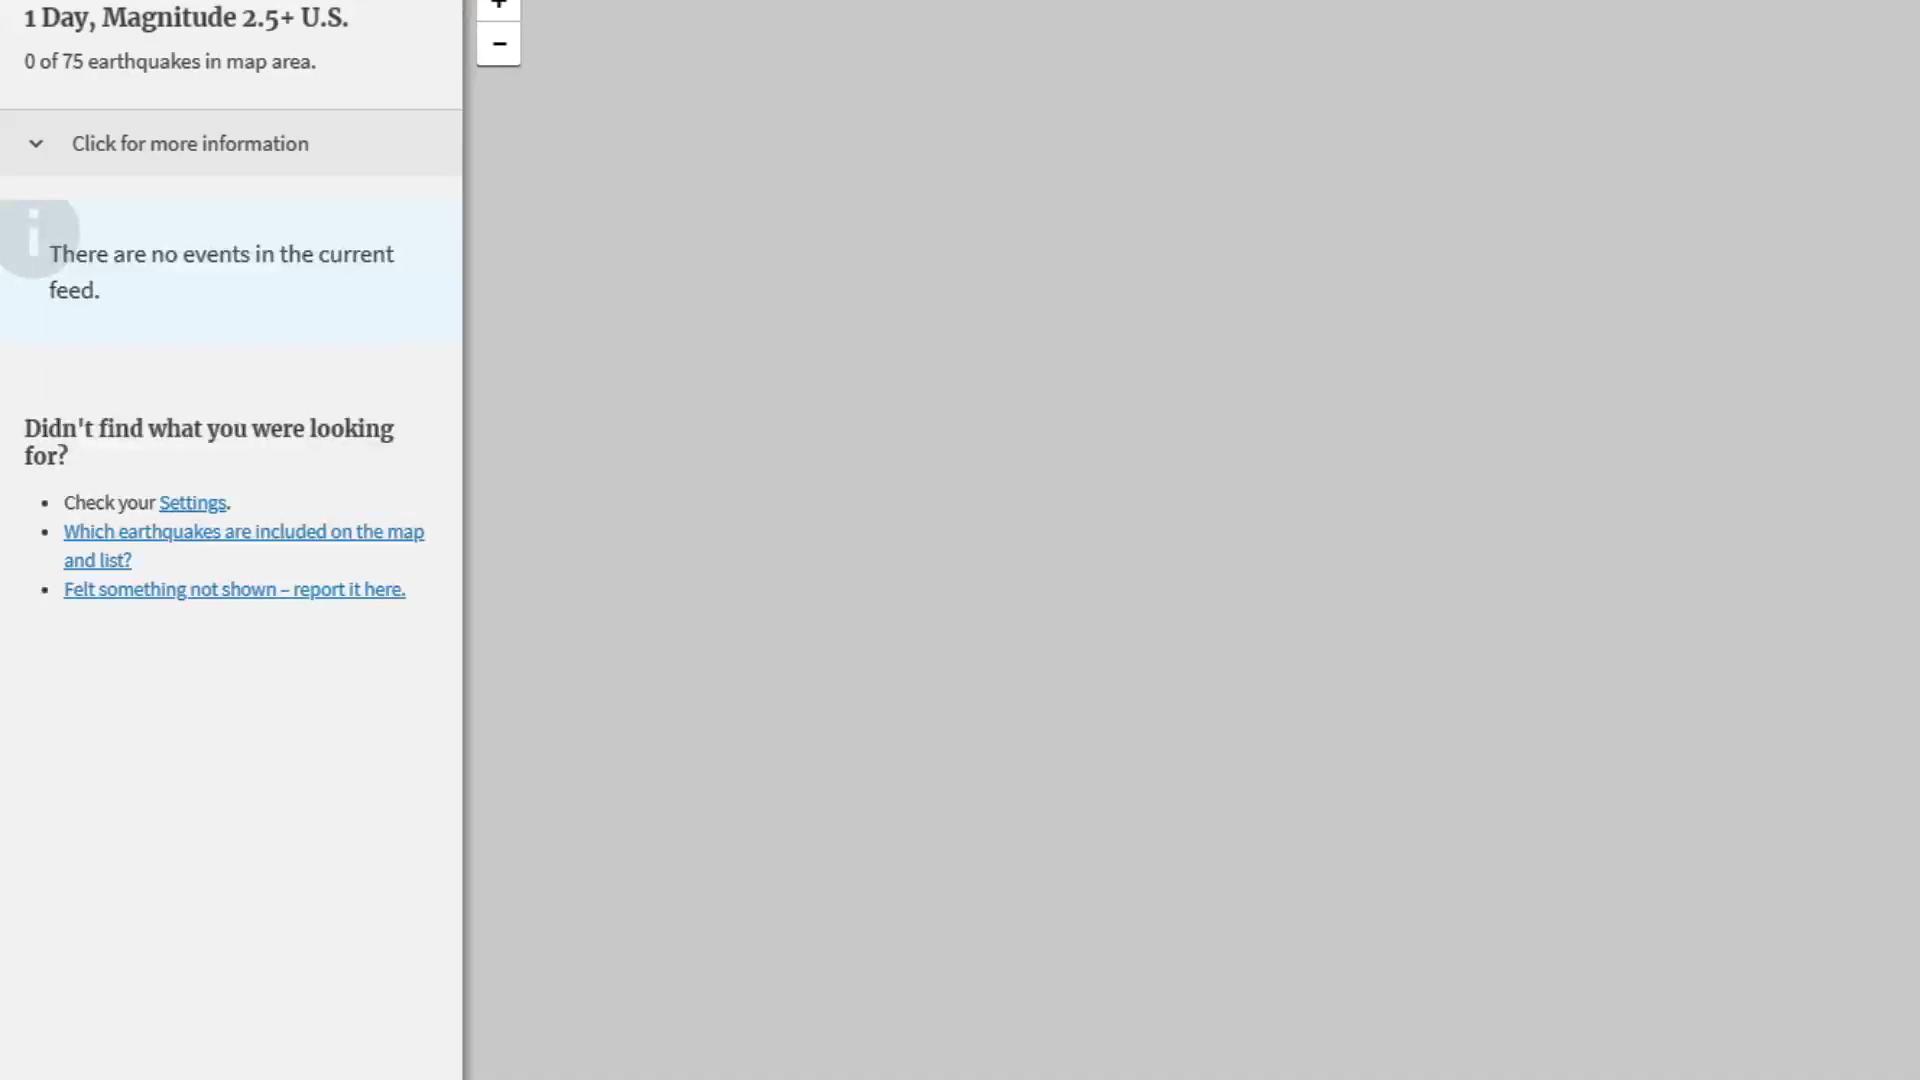 1 Day, Magnitude 2.5+ U.S.
0 of 75 earthquakes in map area.
+
−
Click for more information
There are no events in the current
feed.
Didn't find what you were looking
for?
• Check your Settings.
• Which earthquakes are included on the map
and list?
• Felt something not shown – report it here.